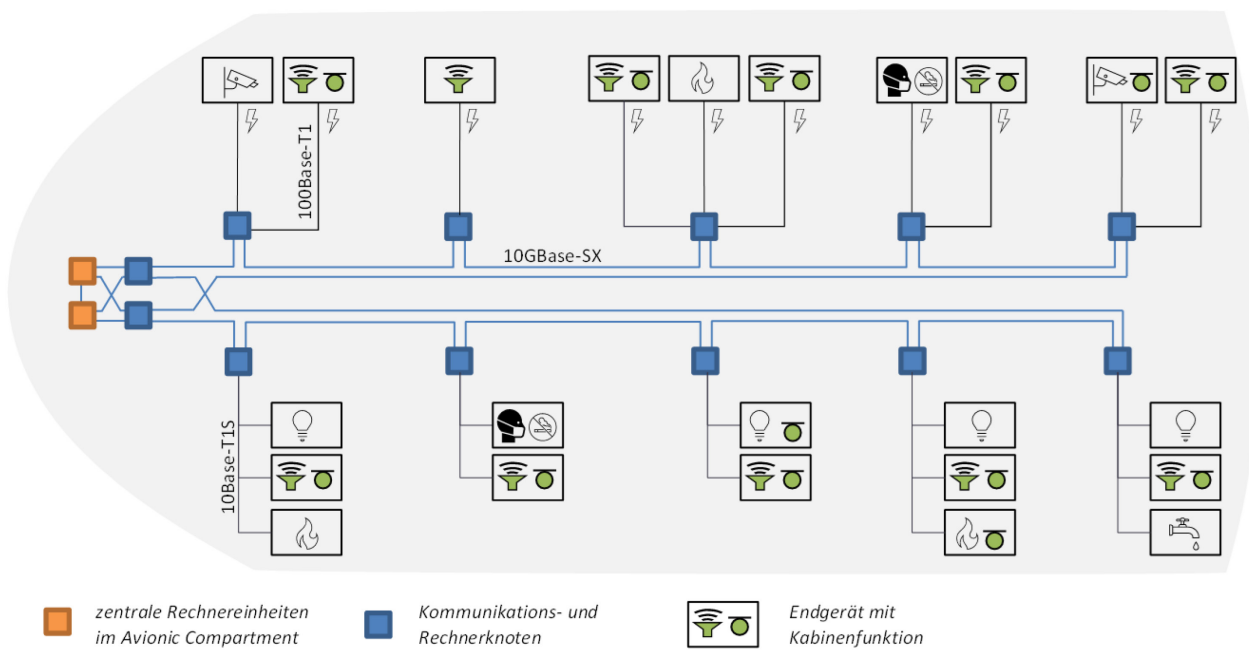 100Base-T1
10GBase-SX
10Base-T1S
zentrale Rechnereinheiten
im Avionic Compartment
Kommunikations- und
Rechnerknoten
Endgerät mit
Kabinenfunktion